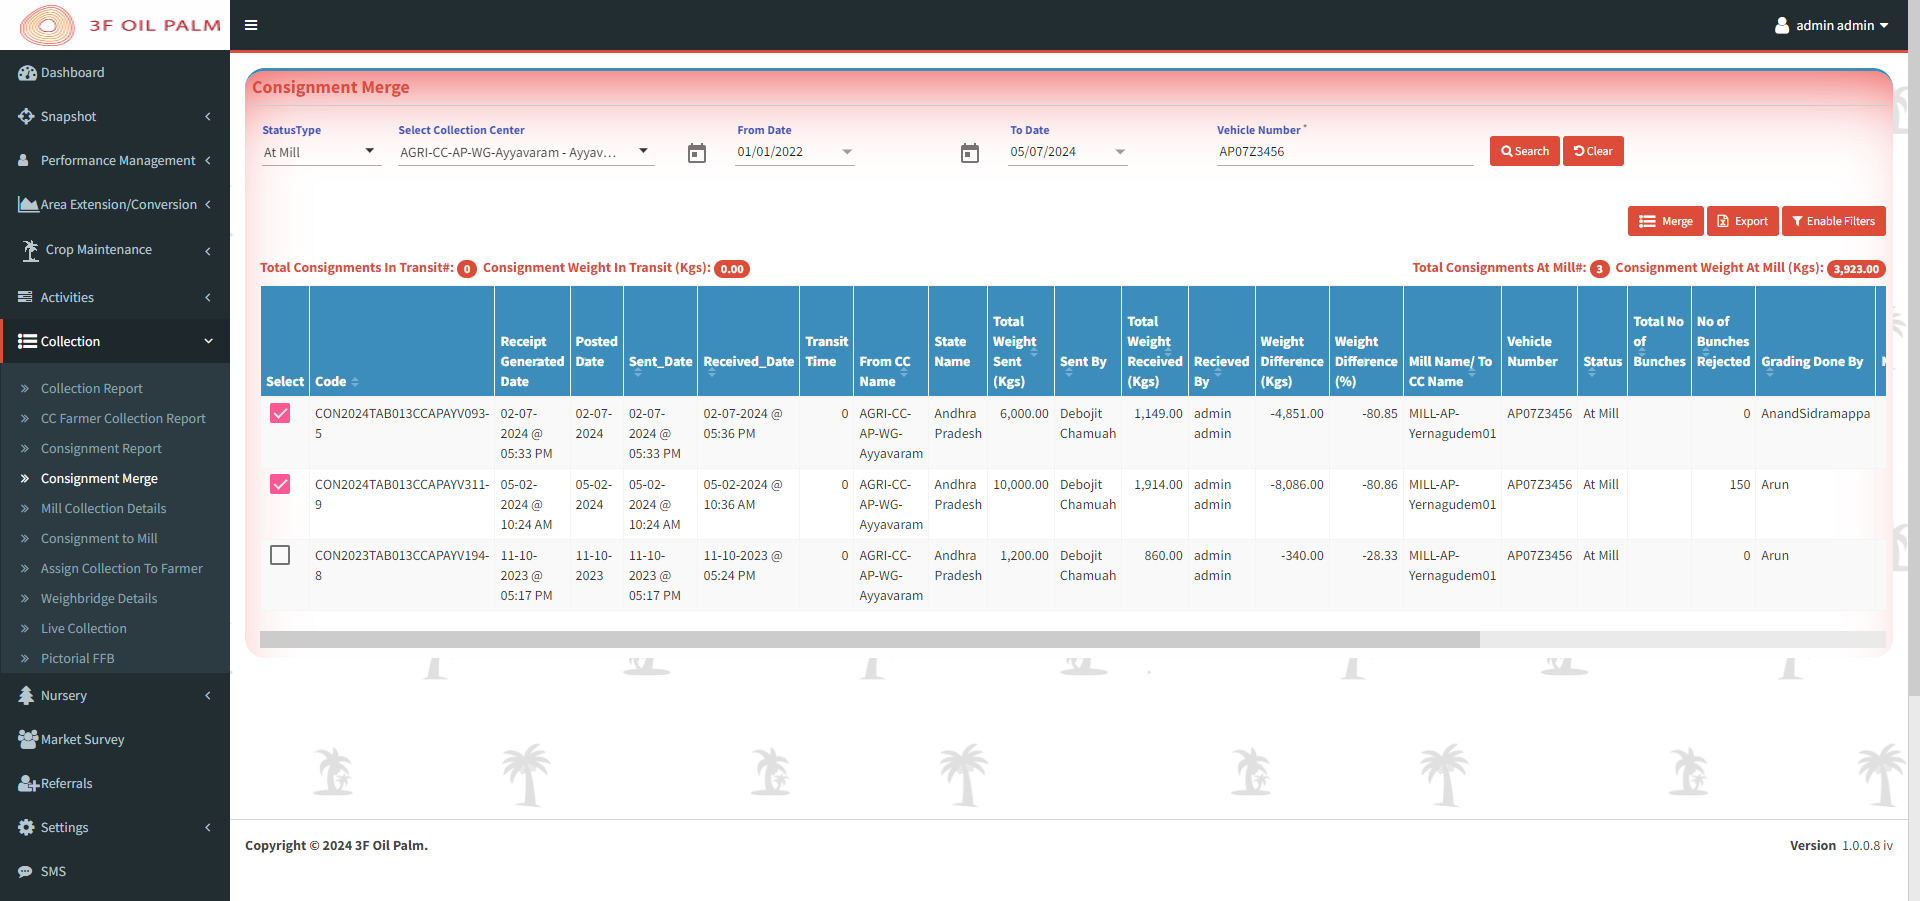 3F OIL PALM
admin admin
Dashboard
Snapshot
Performance Management
Area Extension/Conversion
Crop Maintenance
Activities
Collection
Collection Report
CC Farmer Collection Report
Consignment Report
Consignment Merge
Mill Collection Details
Consignment to Mill
Assign Collection To Farmer
Weighbridge Details
Live Collection
Pictorial FFB
Nursery
Market Survey
Referrals
Settings
SMS
Consignment Merge
StatusType
At Mill
Select Collection Center
AGRI-CC-AP-WG-Ayyavaram - Ayyav...
From Date
01/01/2022
To Date
05/07/2024
Vehicle Number *
AP07Z3456
Search
Clear
Merge
Export
Enable Filters
Total Consignments In Transit#: 0 Consignment Weight In Transit (Kgs): 0.00
Total Consignments At Mill#: 3 Consignment Weight At Mill (Kgs): 3,923.00
Select
Code
Receipt
Generated
Date
Posted
Date
Sent_Date
Received_Date
Transit
Time
From CC
Name
State
Name
Total
Weight
Sent
(Kgs)
Sent By
Total
Weight
Received
(Kgs)
Recieved
By
Weight
Difference
(Kgs)
Weight
Difference
(%)
Mill Name/ To
CC Name
Vehicle
Number
Status
Total No
of
Bunches
No of
Bunches
Rejected
Grading Done By
CON2024TAB013CCAPAYV093-
5
02-07-
2024 @
05:33 PM
02-07-
2024
02-07-
2024 @
05:33 PM
02-07-2024 @
05:36 PM
0
AGRI-CC-
AP-WG-
Ayyavaram
Andhra
Pradesh
6,000.00
Debojit
Chamuah
1,149.00
admin
admin
-4,851.00
-80.85
MILL-AP-
Yernagudem01
AP07Z3456
At Mill
0
AnandSidramappa
CON2024TAB013CCAPAYV311-
9
05-02-
2024 @
10:24 AM
05-02-
2024
05-02-
2024 @
10:24 AM
05-02-2024 @
10:36 AM
0
AGRI-CC-
AP-WG-
Ayyavaram
Andhra
Pradesh
10,000.00
Debojit
Chamuah
1,914.00
admin
admin
-8,086.00
-80.86
MILL-AP-
Yernagudem01
AP07Z3456
At Mill
150
Arun
CON2023TAB013CCAPAYV194-
8
11-10-
2023 @
05:17 PM
11-10-
2023
11-10-
2023 @
05:17 PM
11-10-2023 @
05:24 PM
0
AGRI-CC-
AP-WG-
Ayyavaram
Andhra
Pradesh
1,200.00
Debojit
Chamuah
860.00
admin
admin
-340.00
-28.33
MILL-AP-
Yernagudem01
AP07Z3456
At Mill
0
Arun
Copyright © 2024 3F Oil Palm.
Version 1.0.0.8 iv